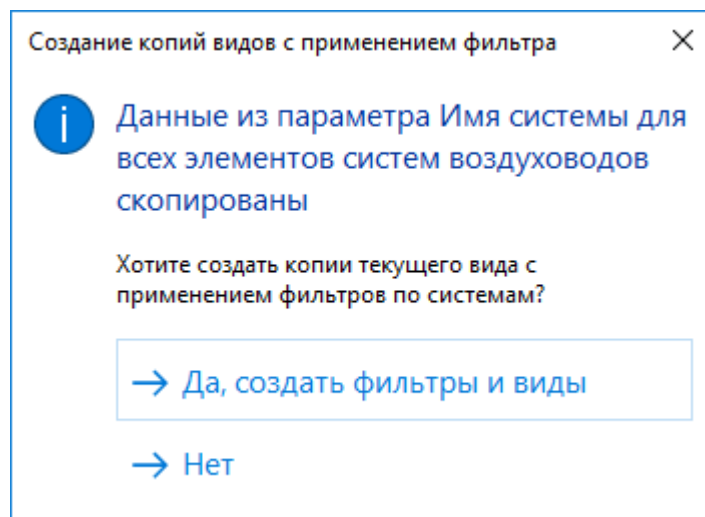 Создание копий видов с применением фильтра
Данные из параметра Имя системы для
всех элементов систем воздуховодов
скопированы
Хотите создать копии текущего вида с
применением фильтров по системам?
Да, создать фильтры и виды
Нет